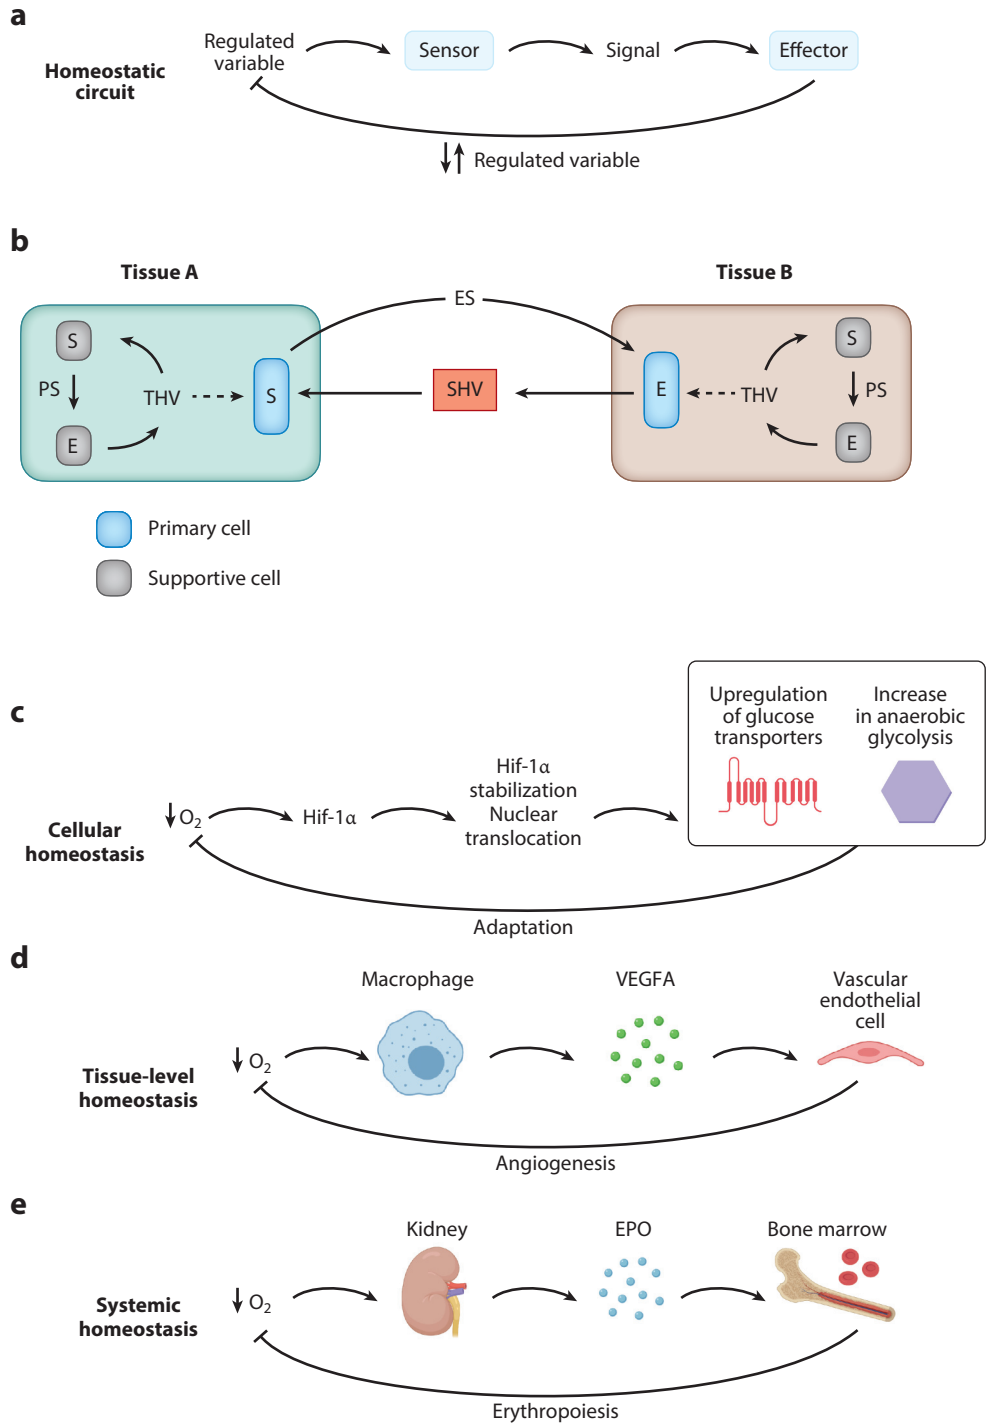 a
Homeostatic
circuit
Regulated
variable
Sensor
Signal
Effector
Regulated variable
b
Tissue A
Tissue B
S
PS
E
THV
S
ES
SHV
E
THV
S
PS
E
Primary cell
Supportive cell
c
Cellular
homeostasis
O2
Hif-1α
Hif-1α
stabilization
Nuclear
translocation
Upregulation
of glucose
transporters
Increase
in anaerobic
glycolysis
Adaptation
d
Tissue-level
homeostasis
O2
Macrophage
VEGFA
Vascular
endothelial
cell
Angiogenesis
e
Systemic
homeostasis
O2
Kidney
EPO
Bone marrow
Erythropoiesis